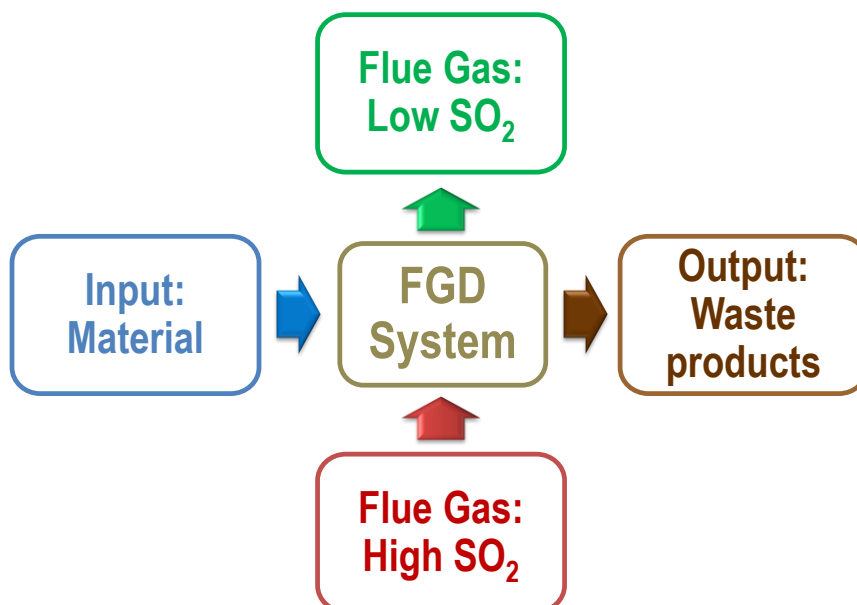 Flue Gas:
Low SO₂
Input:
Material
FGD
System
Output:
Waste
products
Flue Gas:
High SO₂